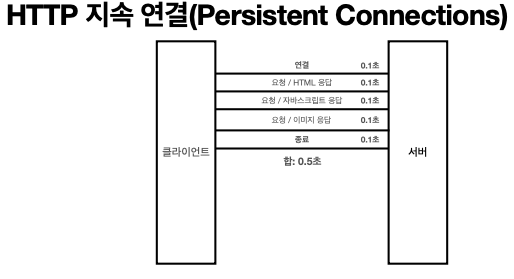 HTTP 지속 연결(Persistent Connections)
연결 0.1초
요청 / HTML 응답 0.1초
요청 / 자바스크립트 응답 0.1초
요청 / 이미지 응답 0.1초
종료 0.1초
클라이언트
서버
합: 0.5초